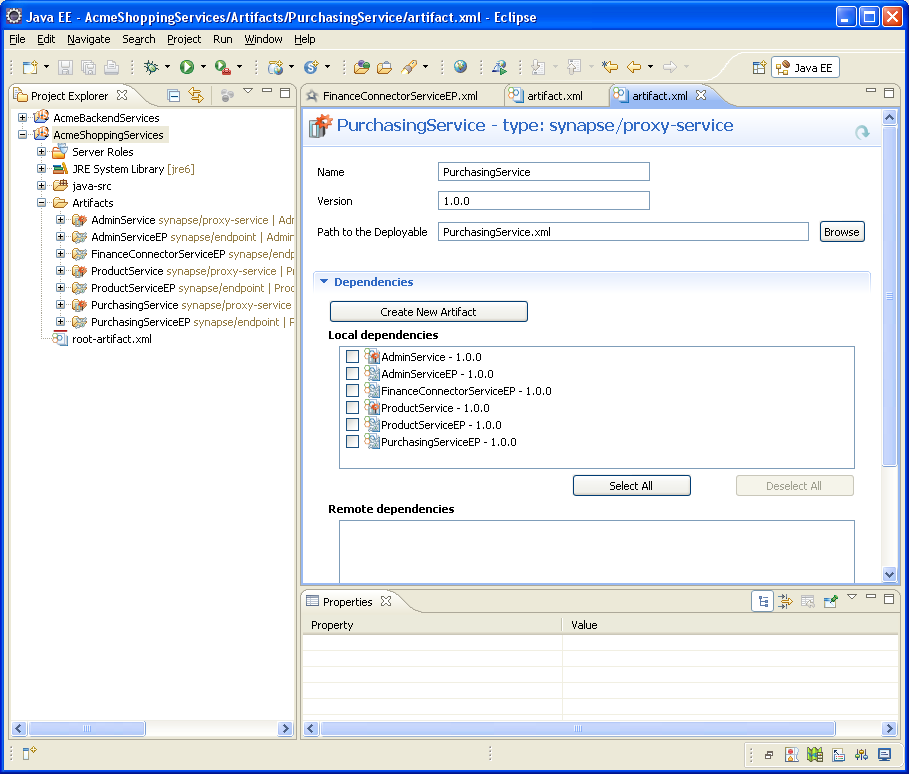 Java EE - AcmeShoppingServices/Artifacts/PurchasingService/artifact.xml - Eclipse
File Edit Navigate Search Project Run Window Help
Java EE
Project Explorer
AcmeBackendServices
AcmeShoppingServices
Server Roles
JRE System Library [jre6]
java-src
Artifacts
AdminService synapse/proxy-service | Adm
AdminServiceEP synapse/endpoint | Admin
FinanceConnectorServiceEP synapse/endp
ProductService synapse/proxy-service | Pr
ProductServiceEP synapse/endpoint | Proc
PurchasingService synapse/proxy-service
PurchasingServiceEP synapse/endpoint | P
root-artifact.xml
FinanceConnectorServiceEP.xml artifact.xml artifact.xml
PurchasingService - type: synapse/proxy-service
Name PurchasingService
Version 1.0.0
Path to the Deployable PurchasingService.xml Browse
Dependencies
Create New Artifact
Local dependencies
AdminService - 1.0.0
AdminServiceEP - 1.0.0
FinanceConnectorServiceEP - 1.0.0
ProductService - 1.0.0
ProductServiceEP - 1.0.0
PurchasingServiceEP - 1.0.0
Select All Deselect All
Remote dependencies
Properties
Property Value